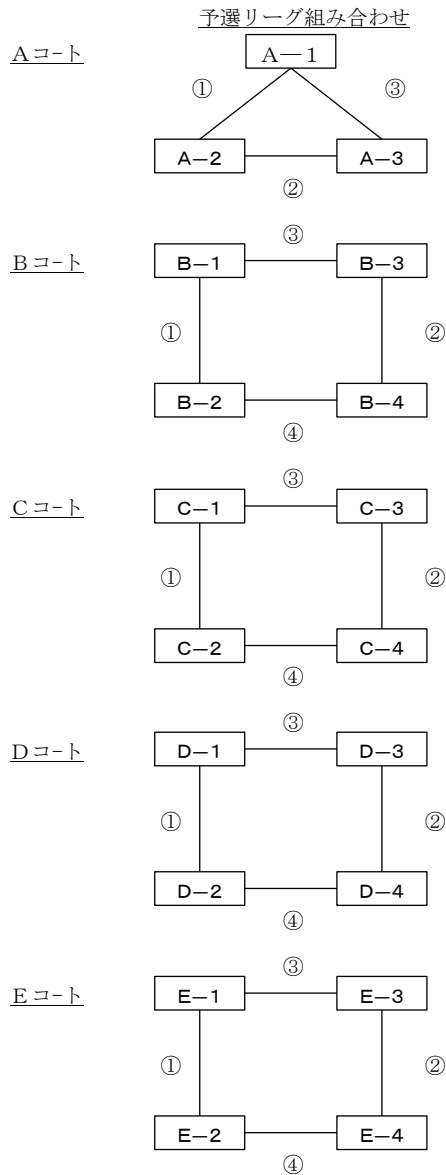 予選リーグ組み合わせ
Aコート
A－1
① ③
A－2 A－3
②
Bコート
③
B－1 B－3
① ②
B－2 B－4
④
Cコート
③
C－1 C－3
① ②
C－2 C－4
④
Dコート
③
D－1 D－3
① ②
D－2 D－4
④
Eコート
③
E－1 E－3
① ②
E－2 E－4
④